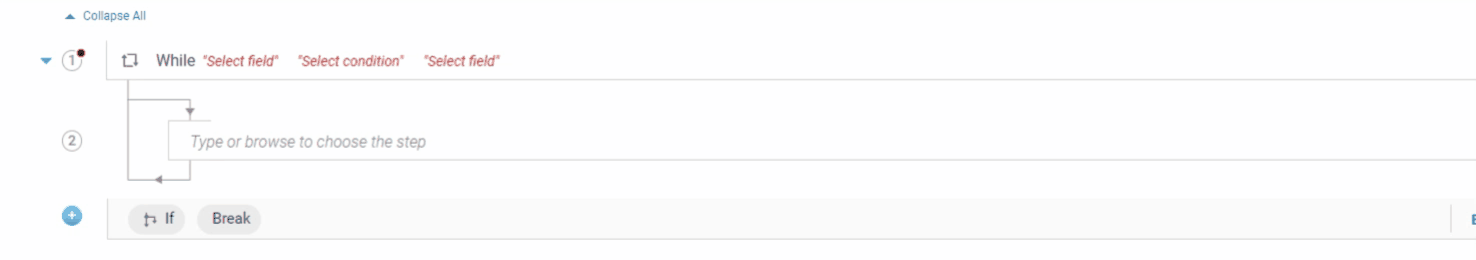 Collapse All
1 While "Select field" "Select condition" "Select field"
2 Type or browse to choose the step
If Break